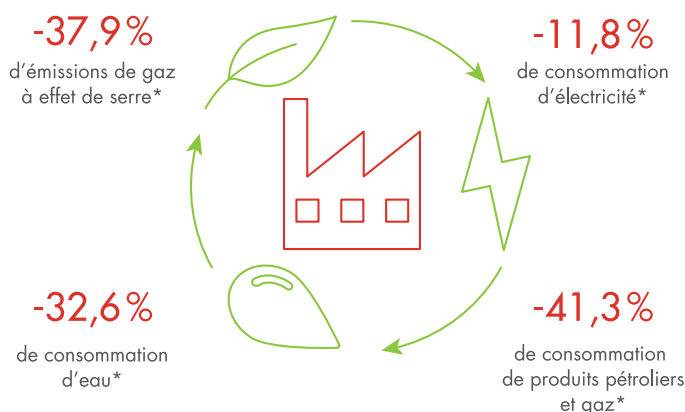 -37,9 %
d'émissions de gaz
à effet de serre*
-11,8 %
de consommation
d'électricité*
-32,6 %
de consommation
d'eau*
-41,3 %
de consommation
de produits pétroliers
et gaz*